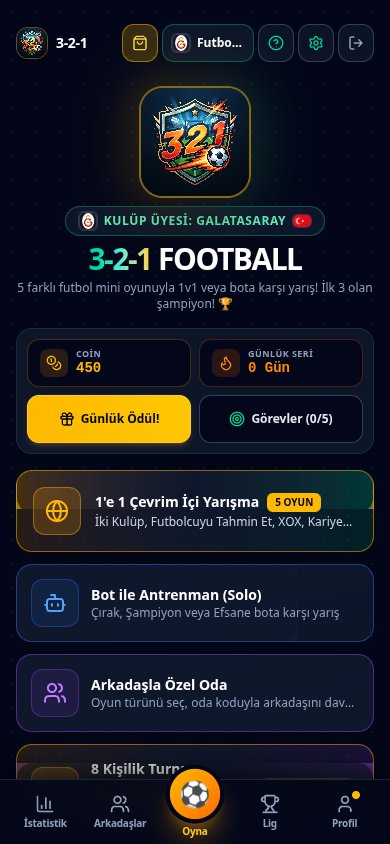 3-2-1
Futbo...
321
KULÜP ÜYESİ: GALATASARAY
3-2-1 FOOTBALL
5 farklı futbol mini oyunuyla 1v1 veya bota karşı yarış! İlk 3 olan
şampiyon! 🏆
COİN
450
GÜNLÜK SERİ
0 Gün
Günlük Ödül!
Görevler (0/5)
1'e 1 Çevrim İçi Yarışma
5 OYUN
İki Kulüp, Futbolcuyu Tahmin Et, XOX, Kariye...
Bot ile Antrenman (Solo)
Çırak, Şampiyon veya Efsane bota karşı yarış
Arkadaşla Özel Oda
Oyun türünü seç, oda koduyla arkadaşını dav...
8 Kişilik
İstatistik
Arkadaşlar
Oyna
Lig
Profil